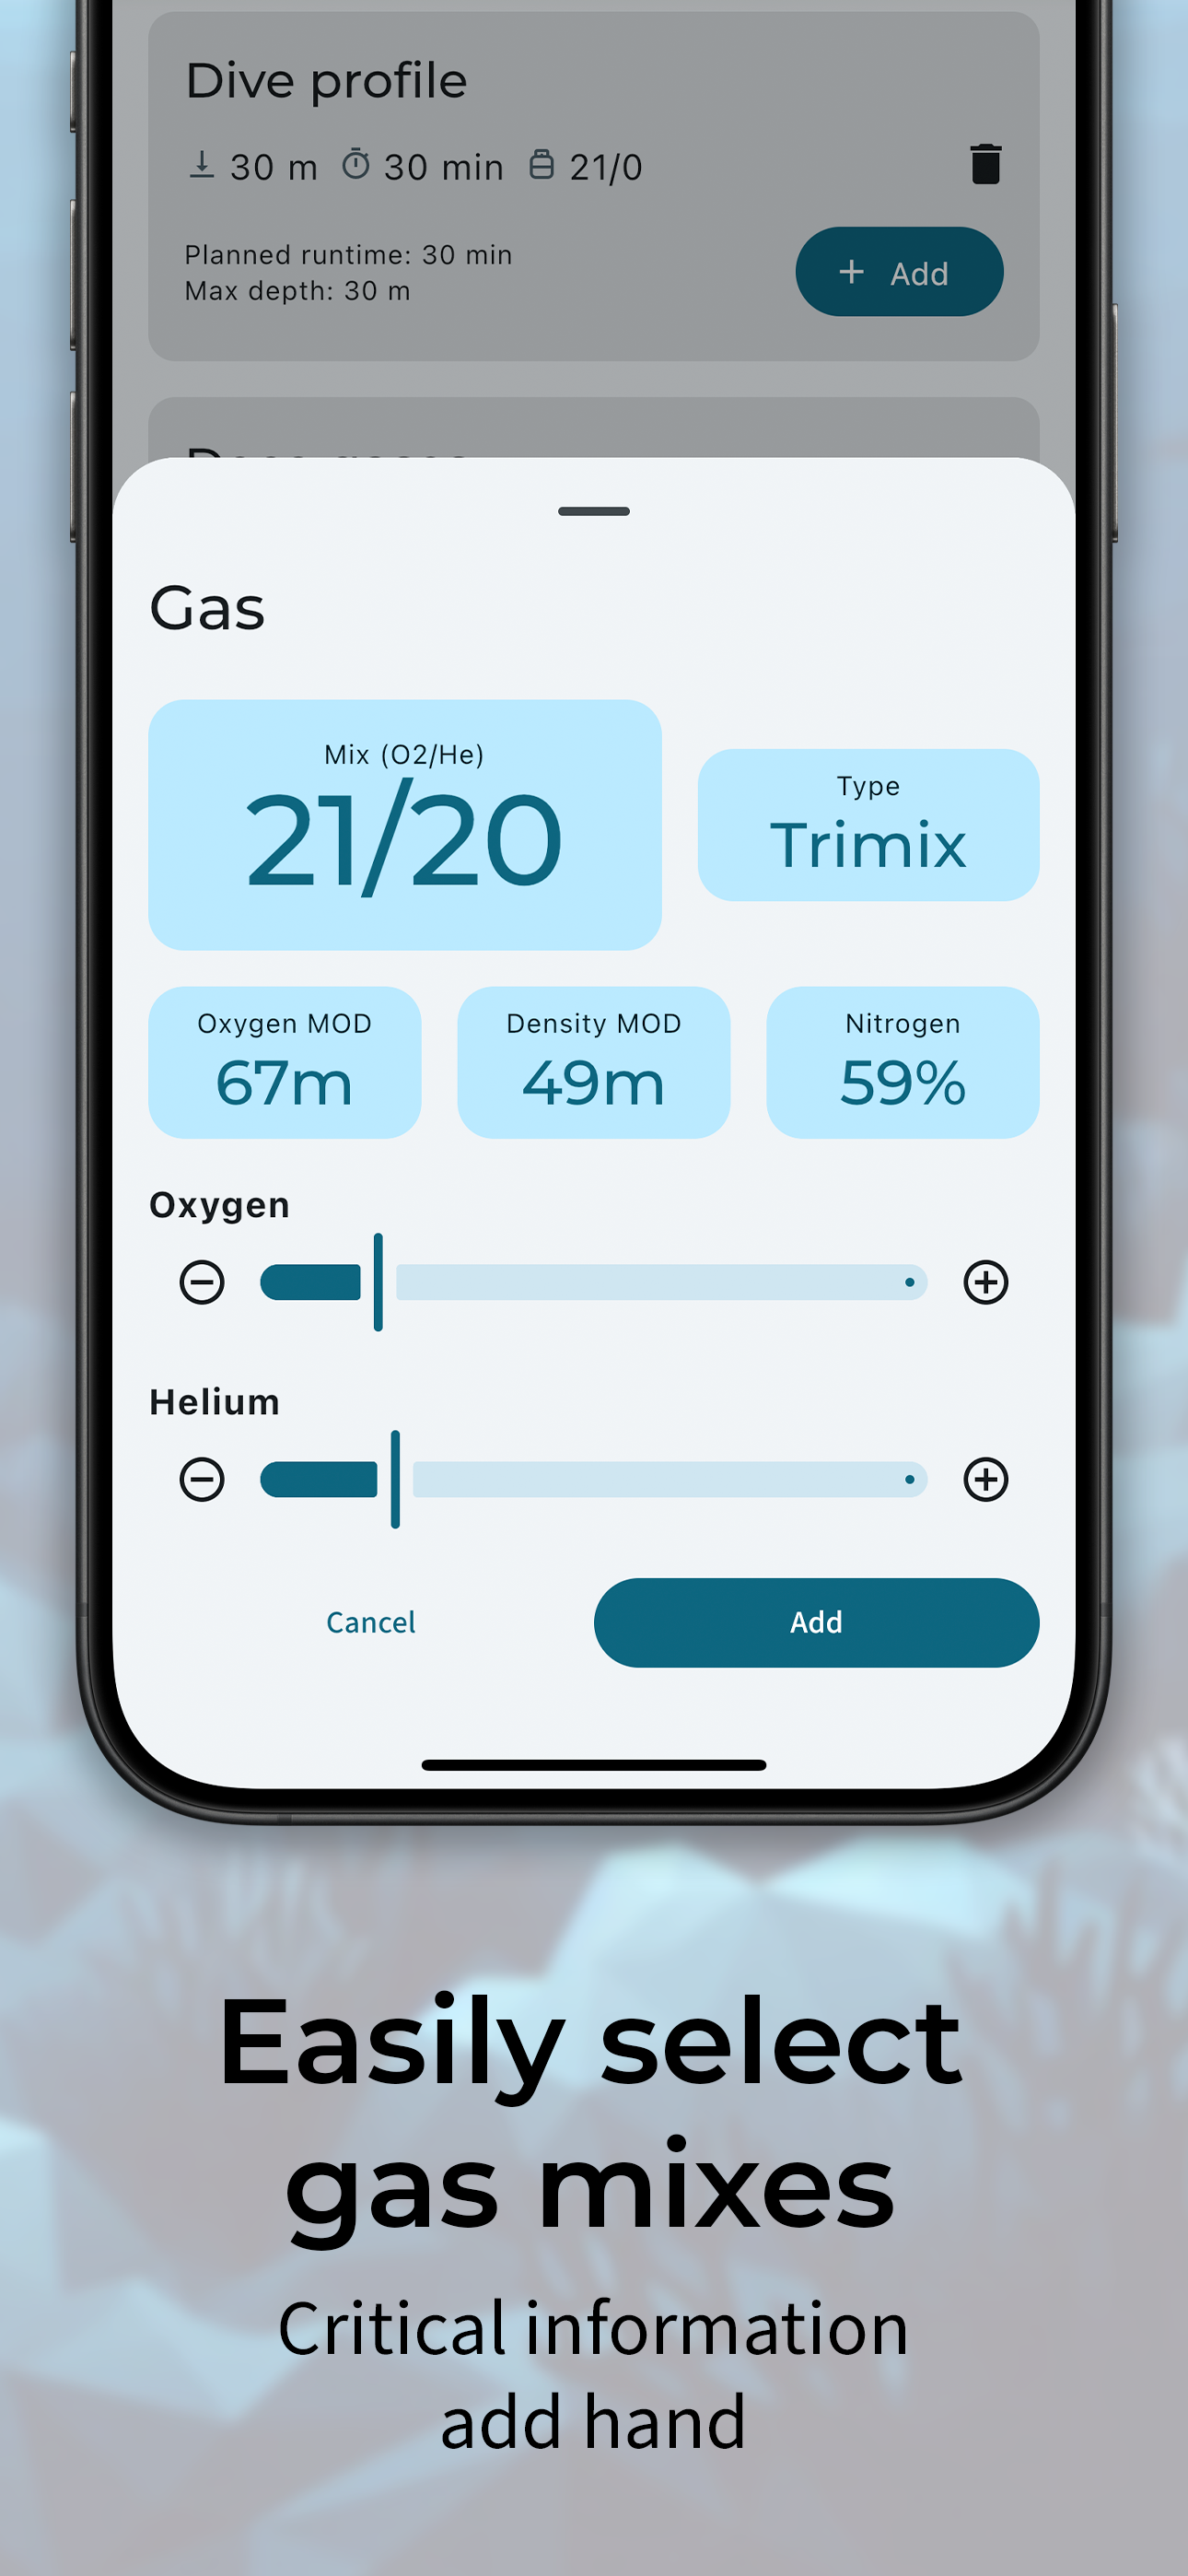 Dive profile
30 m 30 min 21/0
Planned runtime: 30 min
Max depth: 30 m
+ Add
Gas
Mix (O2/He)
21/20
Type
Trimix
Oxygen MOD
67m
Density MOD
49m
Nitrogen
59%
Oxygen
Helium
Cancel
Add
Easily select
gas mixes
Critical information
add hand